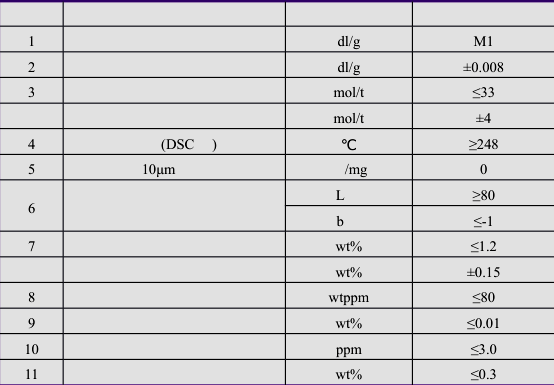 1 dl/g M1
2 dl/g ±0.008
3 mol/t ≤33
mol/t ±4
4 (DSC ) ℃ ≥248
5 10μm /mg 0
6 L ≥80
b ≤-1
7 wt% ≤1.2
wt% ±0.15
8 wtppm ≤80
9 wt% ≤0.01
10 ppm ≤3.0
11 wt% ≤0.3